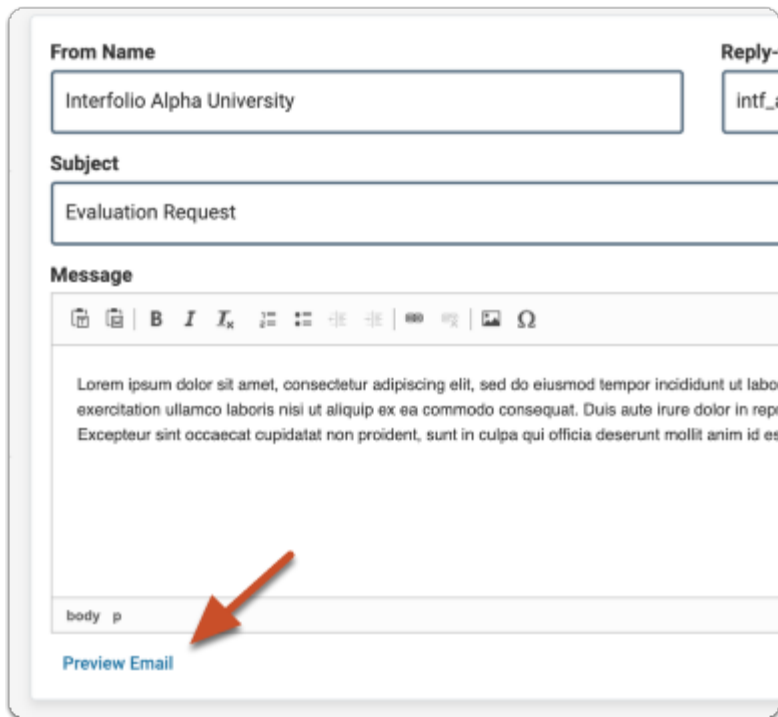 From Name
Reply-
Interfolio Alpha University
intf_
Subject
Evaluation Request
Message
B I Ω
Lorem ipsum dolor sit amet, consectetur adipiscing elit, sed do eiusmod tempor incididunt ut labo
exercitation ullamco laboris nisi ut aliquip ex ea commodo consequat. Duis aute irure dolor in rep
Excepteur sint occaecat cupidatat non proident, sunt in culpa qui officia deserunt mollit anim id es
body p
Preview Email